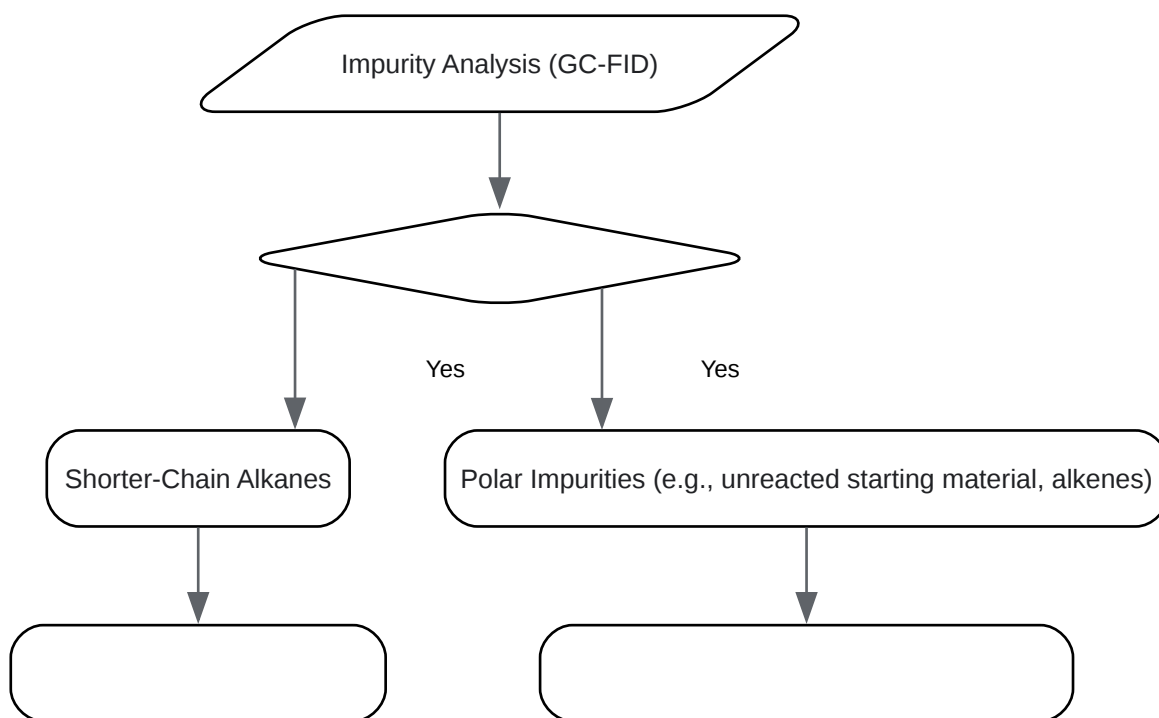 Impurity Analysis (GC-FID)
Yes
Yes
Shorter-Chain Alkanes
Polar Impurities (e.g., unreacted starting material, alkenes)